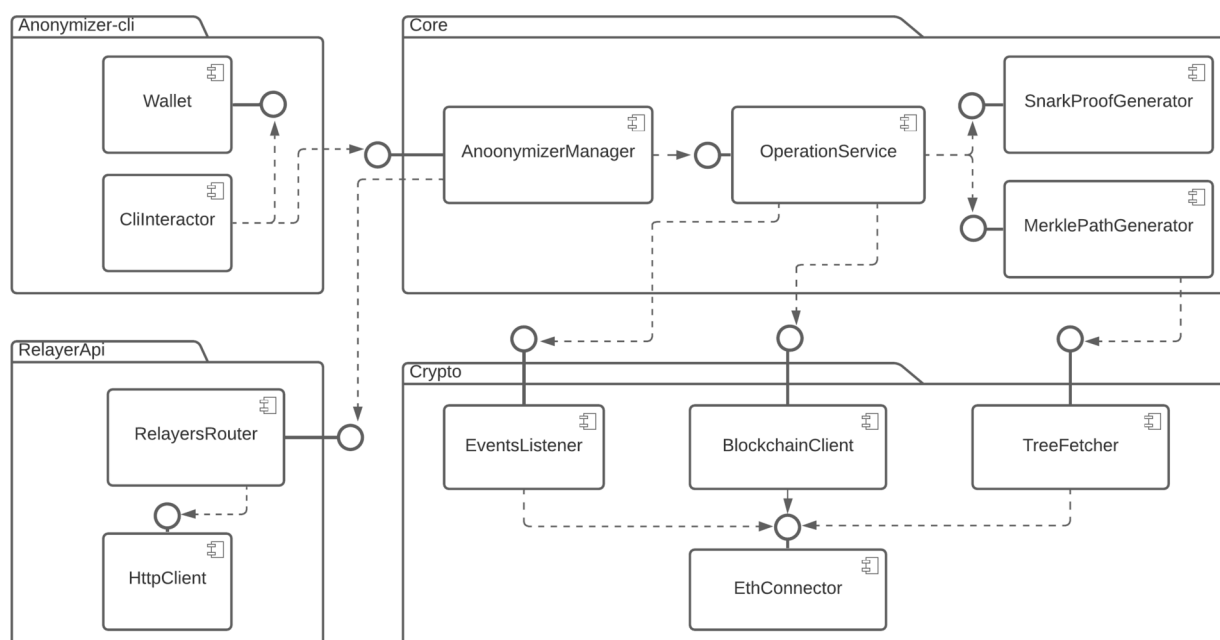 Anonymizer-cli
Core
Wallet
SnarkProofGenerator
AnoonymizerManager
OperationService
CliInteractor
MerklePathGenerator
RelayerApi
Crypto
RelayersRouter
EventsListener
BlockchainClient
TreeFetcher
HttpClient
EthConnector